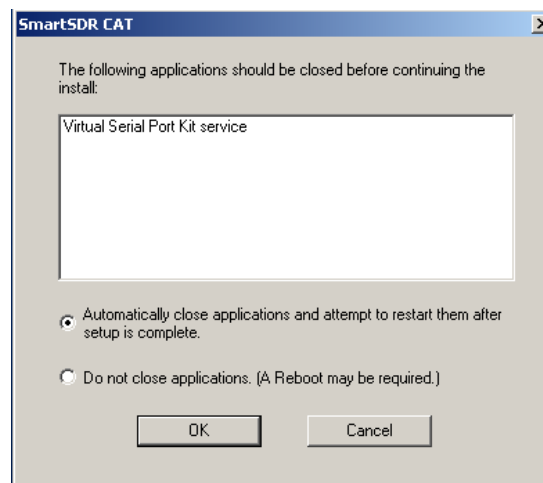 SmartSDR CAT
The following applications should be closed before continuing the
install:
Virtual Serial Port Kit service
Automatically close applications and attempt to restart them after
setup is complete.
Do not close applications. (A Reboot may be required.)
OK
Cancel